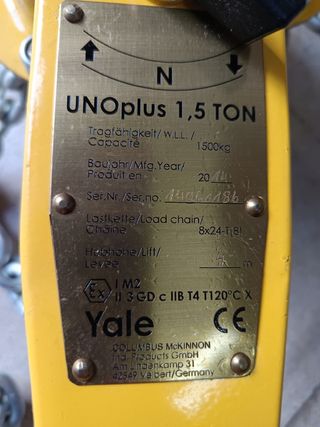 N
UNOplus 1,5 TON
Tragfähigkeit/W.L.L./
Capacité 1500kg
Baujahr/Mfg.Year/
Produit en 2014
Ser.Nr./Ser.no.
Lastkette/Load chain/
Chaîne 8x24-T(8)
Hubhöhe/Lift/
Levée m
Ex I M2
II 3 GD c IIB T4 T120°C X
Yale CE
COLUMBUS McKINNON
Ind. Products GmbH
Am Lindenkamp 31
42549 Velbert/Germany